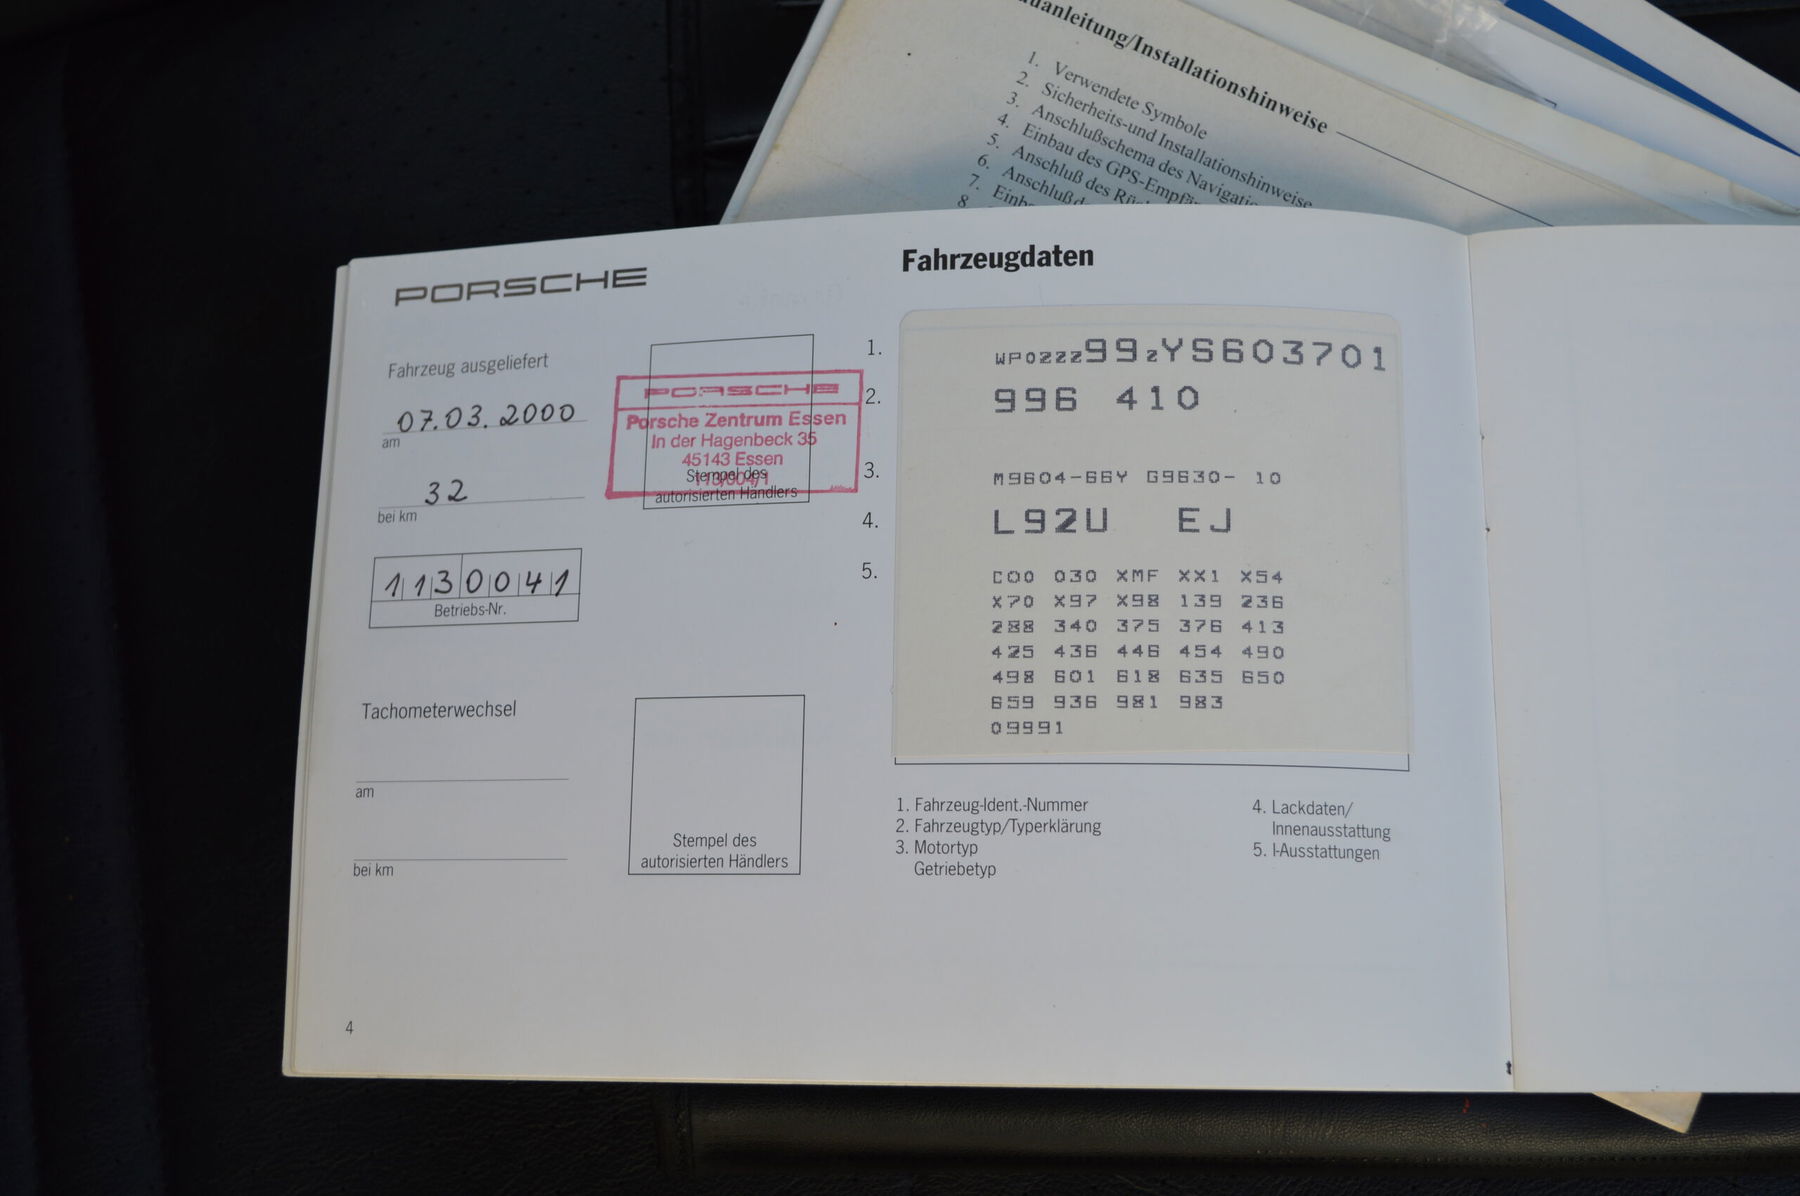 Installationshinweise
1. Verwendete Symbole
2. Sicherheits-und Installationshinweise
3. Anschlußschema des
4. Einbau des
5. Anschluß des
6. Anschluß
7.
8
PORSCHE
Fahrzeug ausgeliefert
07.03.2000
am
32
bei km
1130041
Betriebs-Nr.
PORSCHE
Porsche Zentrum Essen
In der Hagenbeck 35
45143 Essen
Stempel des
autorisierten Händlers
Tachometerwechsel
am
bei km
Stempel des
autorisierten Händlers
4
Fahrzeugdaten
1. WP0ZZZ99ZYS603701
2. 996 410
3. M9604-66Y G9630- 10
4. L92U EJ
5. C00 030 XMF XX1 X54
X70 X97 X98 139 236
288 340 375 376 413
425 436 446 454 490
498 601 618 635 650
659 936 981 983
09991
1. Fahrzeug-Ident.-Nummer
2. Fahrzeugtyp/Typerklärung
3. Motortyp
Getriebetyp
4. Lackdaten/
Innenausstattung
5. I-Ausstattungen